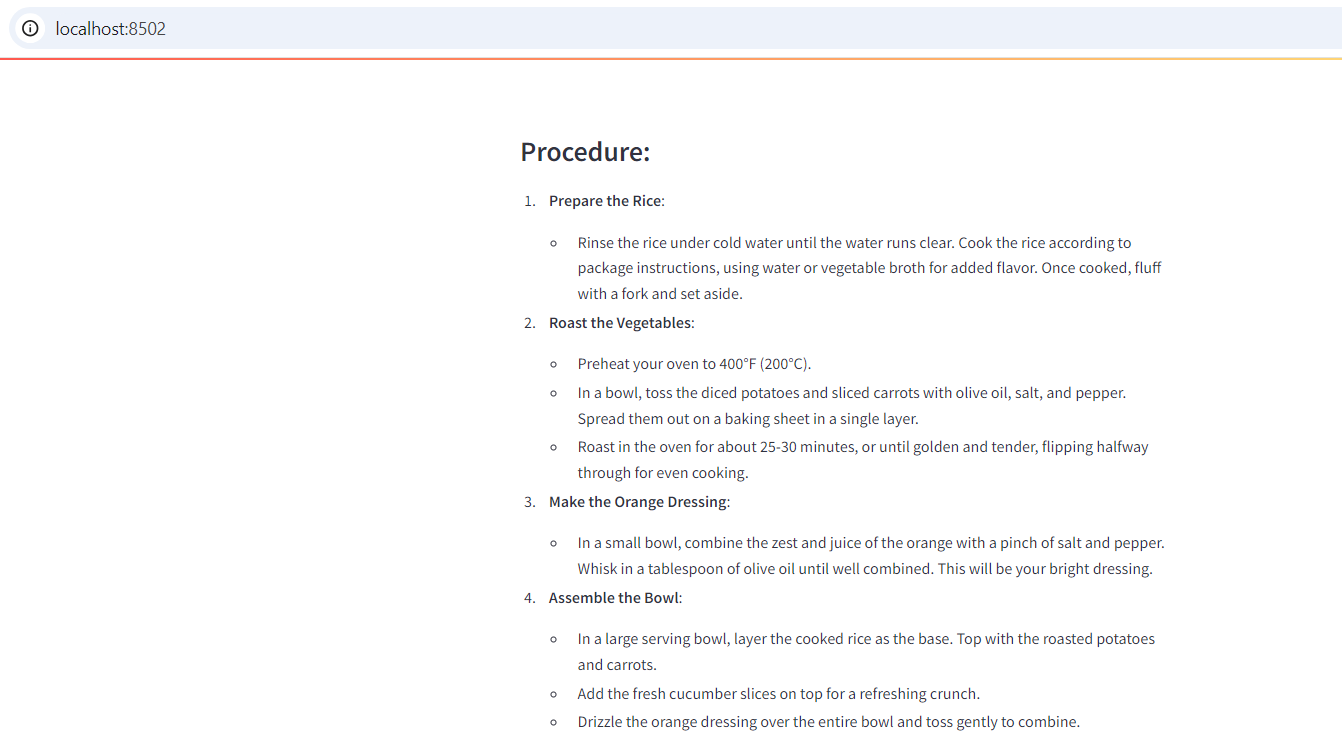 localhost:8502
Procedure:
1. Prepare the Rice:
Rinse the rice under cold water until the water runs clear. Cook the rice according to
package instructions, using water or vegetable broth for added flavor. Once cooked, fluff
with a fork and set aside.
2. Roast the Vegetables:
Preheat your oven to 400°F (200°C).
In a bowl, toss the diced potatoes and sliced carrots with olive oil, salt, and pepper.
Spread them out on a baking sheet in a single layer.
Roast in the oven for about 25-30 minutes, or until golden and tender, flipping halfway
through for even cooking.
3. Make the Orange Dressing:
In a small bowl, combine the zest and juice of the orange with a pinch of salt and pepper.
Whisk in a tablespoon of olive oil until well combined. This will be your bright dressing.
4. Assemble the Bowl:
In a large serving bowl, layer the cooked rice as the base. Top with the roasted potatoes
and carrots.
Add the fresh cucumber slices on top for a refreshing crunch.
Drizzle the orange dressing over the entire bowl and toss gently to combine.